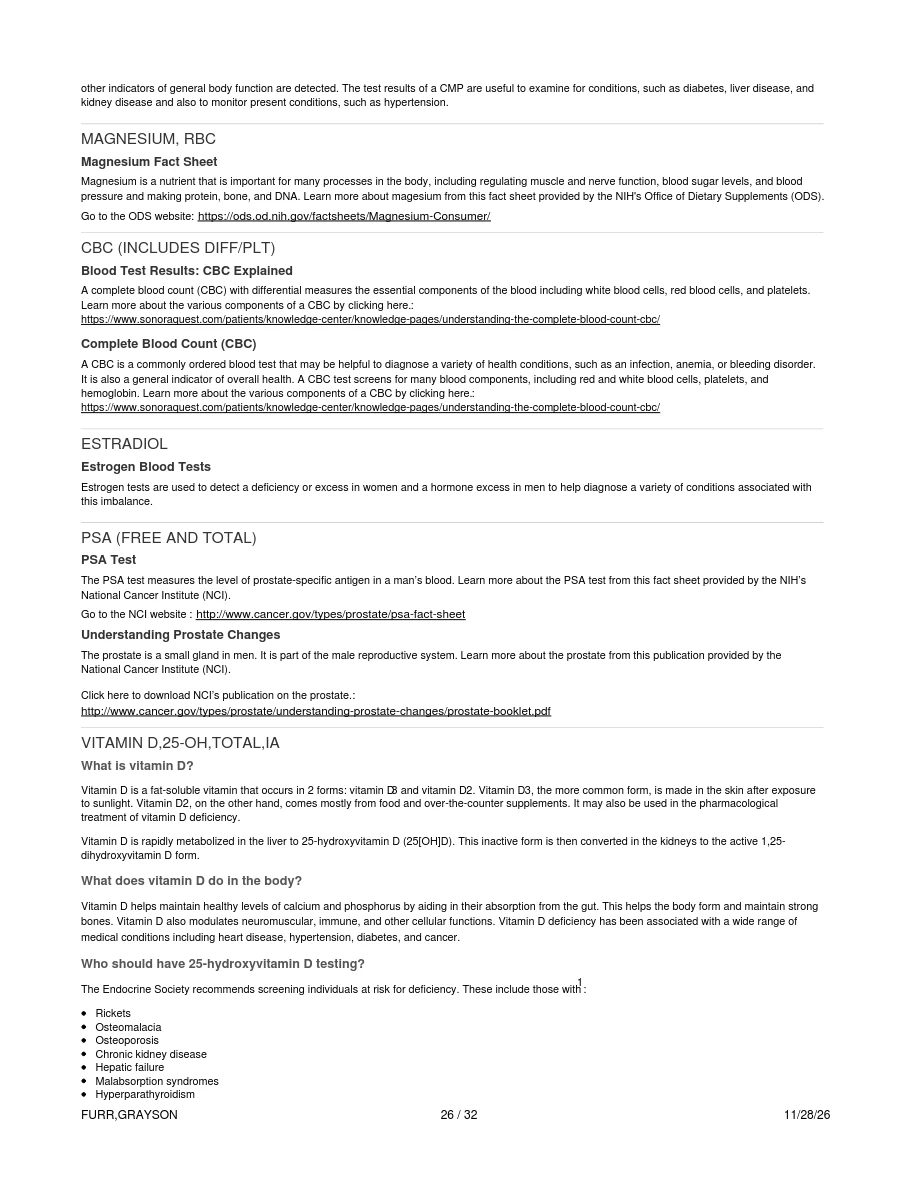 other indicators of general body function are detected. The test results of a CMP are useful to examine for conditions, such as diabetes, liver disease, and
kidney disease and also to monitor present conditions, such as hypertension.
MAGNESIUM, RBC
Magnesium Fact Sheet
Magnesium is a nutrient that is important for many processes in the body, including regulating muscle and nerve function, blood sugar levels, and blood
pressure and making protein, bone, and DNA. Learn more about magesium from this fact sheet provided by the NIH's Office of Dietary Supplements (ODS).
Go to the ODS website: https://ods.od.nih.gov/factsheets/Magnesium-Consumer/
CBC (INCLUDES DIFF/PLT)
Blood Test Results: CBC Explained
A complete blood count (CBC) with differential measures the essential components of the blood including white blood cells, red blood cells, and platelets.
Learn more about the various components of a CBC by clicking here.:
https://www.sonoraquest.com/patients/knowledge-center/knowledge-pages/understanding-the-complete-blood-count-cbc/
Complete Blood Count (CBC)
A CBC is a commonly ordered blood test that may be helpful to diagnose a variety of health conditions, such as an infection, anemia, or bleeding disorder.
It is also a general indicator of overall health. A CBC test screens for many blood components, including red and white blood cells, platelets, and
hemoglobin. Learn more about the various components of a CBC by clicking here.:
https://www.sonoraquest.com/patients/knowledge-center/knowledge-pages/understanding-the-complete-blood-count-cbc/
ESTRADIOL
Estrogen Blood Tests
Estrogen tests are used to detect a deficiency or excess in women and a hormone excess in men to help diagnose a variety of conditions associated with
this imbalance.
PSA (FREE AND TOTAL)
PSA Test
The PSA test measures the level of prostate-specific antigen in a man's blood. Learn more about the PSA test from this fact sheet provided by the NIH's
National Cancer Institute (NCI).
Go to the NCI website : http://www.cancer.gov/types/prostate/psa-fact-sheet
Understanding Prostate Changes
The prostate is a small gland in men. It is part of the male reproductive system. Learn more about the prostate from this publication provided by the
National Cancer Institute (NCI).
Click here to download NCI's publication on the prostate.:
http://www.cancer.gov/types/prostate/understanding-prostate-changes/prostate-booklet.pdf
VITAMIN D,25-OH,TOTAL,IA
What is vitamin D?
Vitamin D is a fat-soluble vitamin that occurs in 2 forms: vitamin D3 and vitamin D2. Vitamin D3, the more common form, is made in the skin after exposure
to sunlight. Vitamin D2, on the other hand, comes mostly from food and over-the-counter supplements. It may also be used in the pharmacological
treatment of vitamin D deficiency.
Vitamin D is rapidly metabolized in the liver to 25-hydroxyvitamin D (25[OH]D). This inactive form is then converted in the kidneys to the active 1,25-
dihydroxyvitamin D form.
What does vitamin D do in the body?
Vitamin D helps maintain healthy levels of calcium and phosphorus by aiding in their absorption from the gut. This helps the body form and maintain strong
bones. Vitamin D also modulates neuromuscular, immune, and other cellular functions. Vitamin D deficiency has been associated with a wide range of
medical conditions including heart disease, hypertension, diabetes, and cancer.
Who should have 25-hydroxyvitamin D testing?
The Endocrine Society recommends screening individuals at risk for deficiency. These include those with1:
• Rickets
• Osteomalacia
• Osteoporosis
• Chronic kidney disease
• Hepatic failure
• Malabsorption syndromes
• Hyperparathyroidism
FURR,GRAYSON 26 / 32 11/28/26